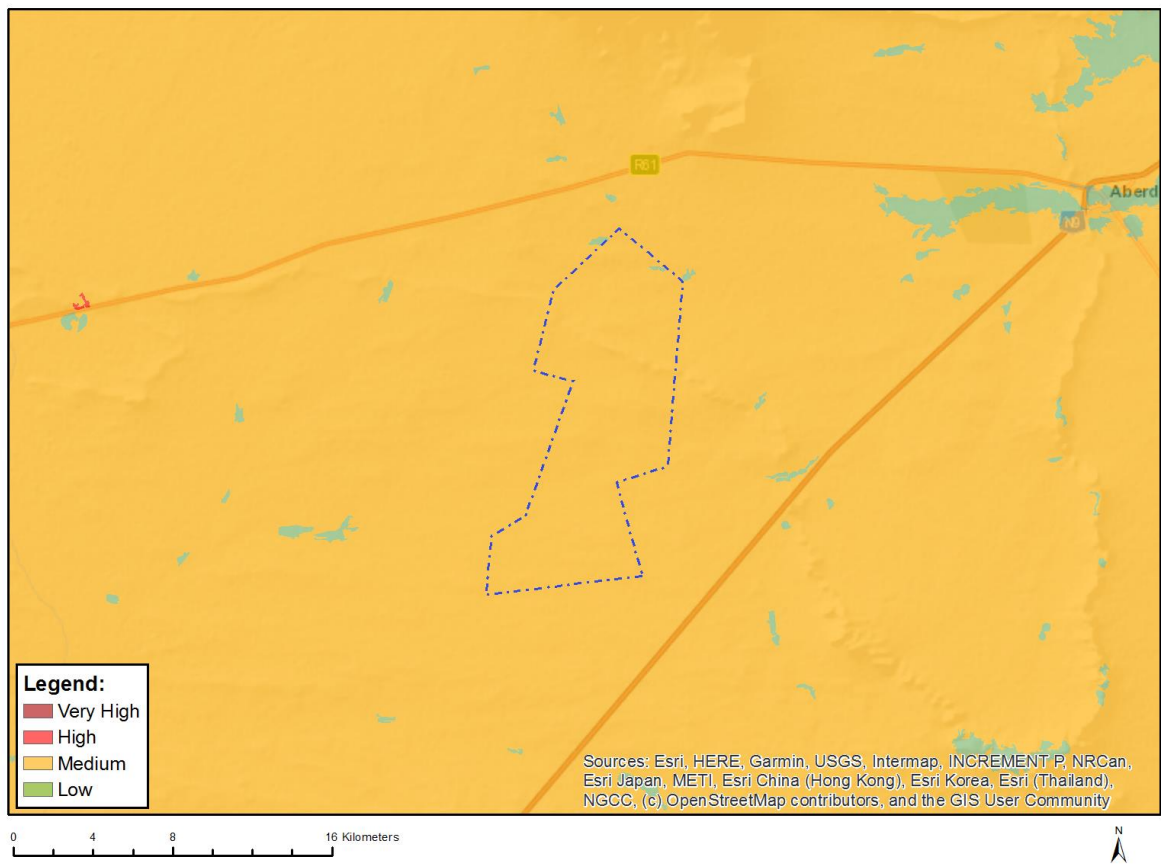 R61
Aberd
N9
Legend:
Very High
High
Medium
Low
Sources: Esri, HERE, Garmin, USGS, Intermap, INCREMENT P, NRCan,
Esri Japan, METI, Esri China (Hong Kong), Esri Korea, Esri (Thailand),
NGCC, (c) OpenStreetMap contributors, and the GIS User Community
0 4 8 16 Kilometers
N